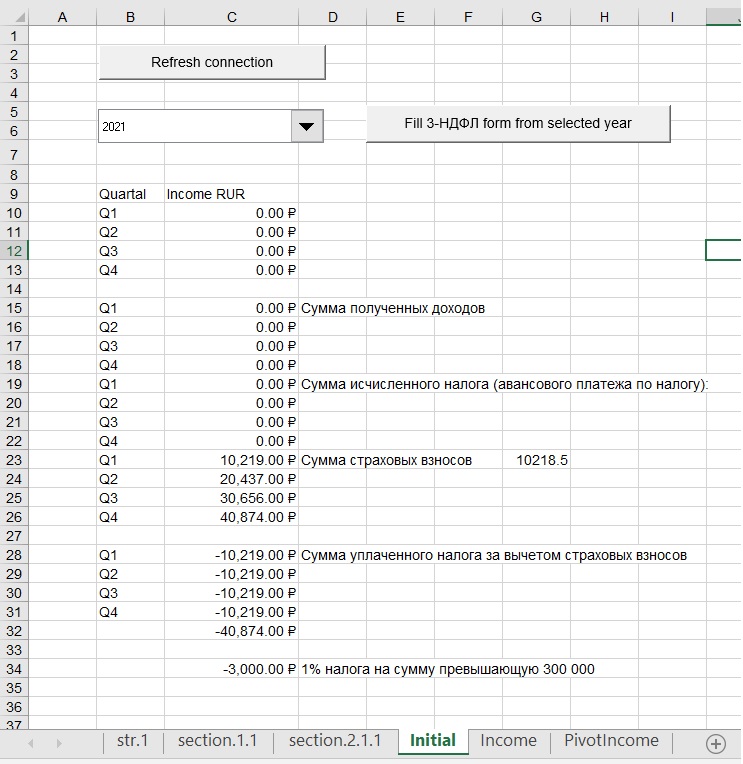 A B C D E F G H I
1
2 Refresh connection
3
4
5 2021 Fill 3-НДФЛ form from selected year
6
7
8
9 Quartal Income RUR
10 Q1 0.00 ₽
11 Q2 0.00 ₽
12 Q3 0.00 ₽
13 Q4 0.00 ₽
14
15 Q1 0.00 ₽ Сумма полученных доходов
16 Q2 0.00 ₽
17 Q3 0.00 ₽
18 Q4 0.00 ₽
19 Q1 0.00 ₽ Сумма исчисленного налога (авансового платежа по налогу):
20 Q2 0.00 ₽
21 Q3 0.00 ₽
22 Q4 0.00 ₽
23 Q1 10,219.00 ₽ Сумма страховых взносов 10218.5
24 Q2 20,437.00 ₽
25 Q3 30,656.00 ₽
26 Q4 40,874.00 ₽
27
28 Q1 -10,219.00 ₽ Сумма уплаченного налога за вычетом страховых взносов
29 Q2 -10,219.00 ₽
30 Q3 -10,219.00 ₽
31 Q4 -10,219.00 ₽
32 -40,874.00 ₽
33
34 -3,000.00 ₽ 1% налога на сумму превышающую 300 000
35
36
37
str.1 section.1.1 section.2.1.1 Initial Income PivotIncome